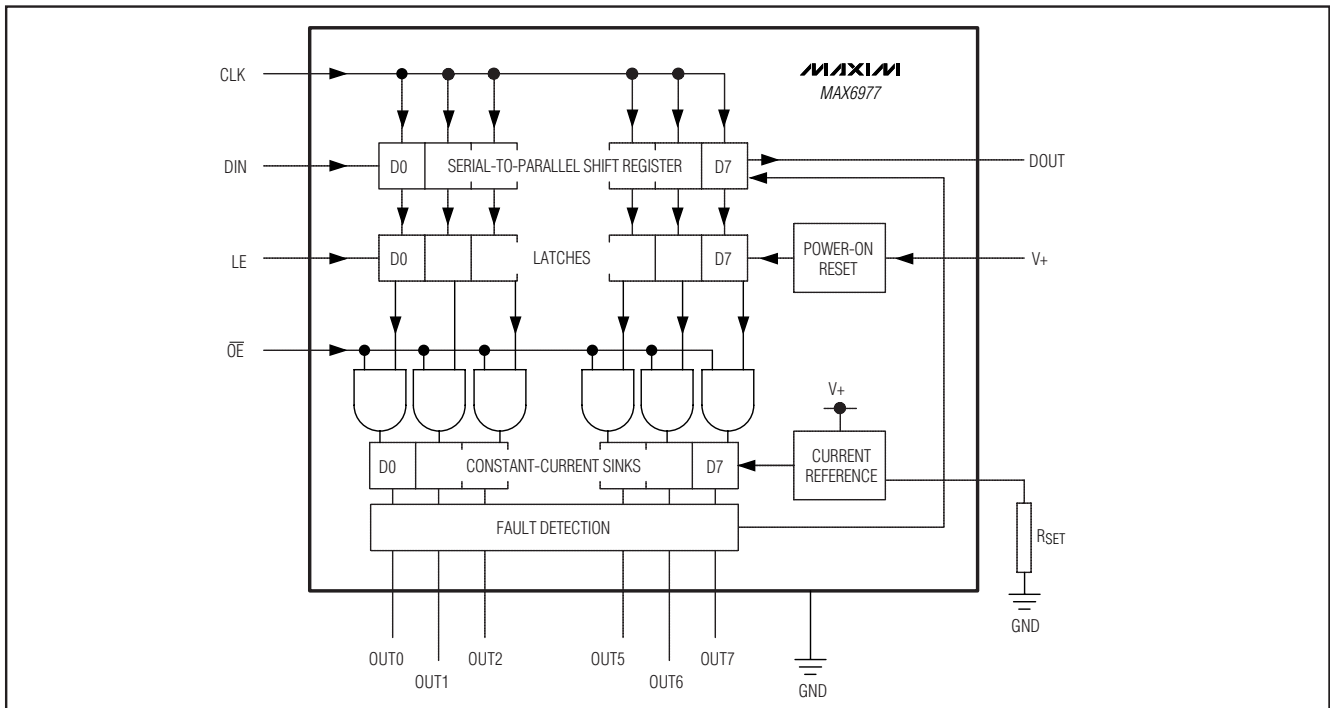 MAXIM
MAX6977
CLK
DIN
D0 SERIAL-TO-PARALLEL SHIFT REGISTER D7
DOUT
LE
D0 LATCHES D7
POWER-ON
RESET
V+
OE
V+
D0 CONSTANT-CURRENT SINKS D7
CURRENT
REFERENCE
FAULT DETECTION
RSET
GND
OUT0
OUT2
OUT5
OUT7
OUT1
OUT6
GND